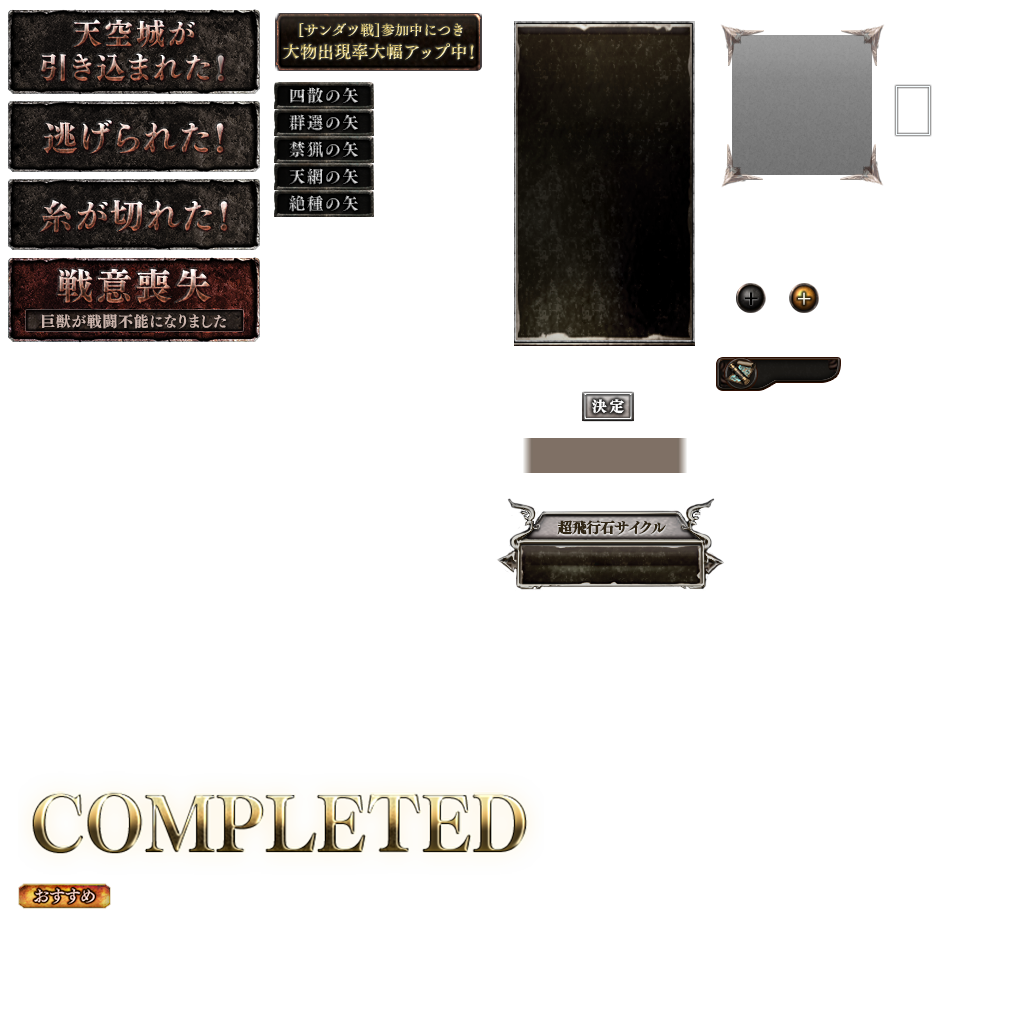 天空城が
引き込まれた!
逃げられた!
糸が切れた!
戦意喪失
巨獣が戦闘不能になりました
[サンダツ戦]参加中につき
大物出現率大幅アップ中!
四散の矢
群選の矢
禁猟の矢
天網の矢
絶種の矢
決定
超飛行石サイクル
COMPLETED
おすすめ